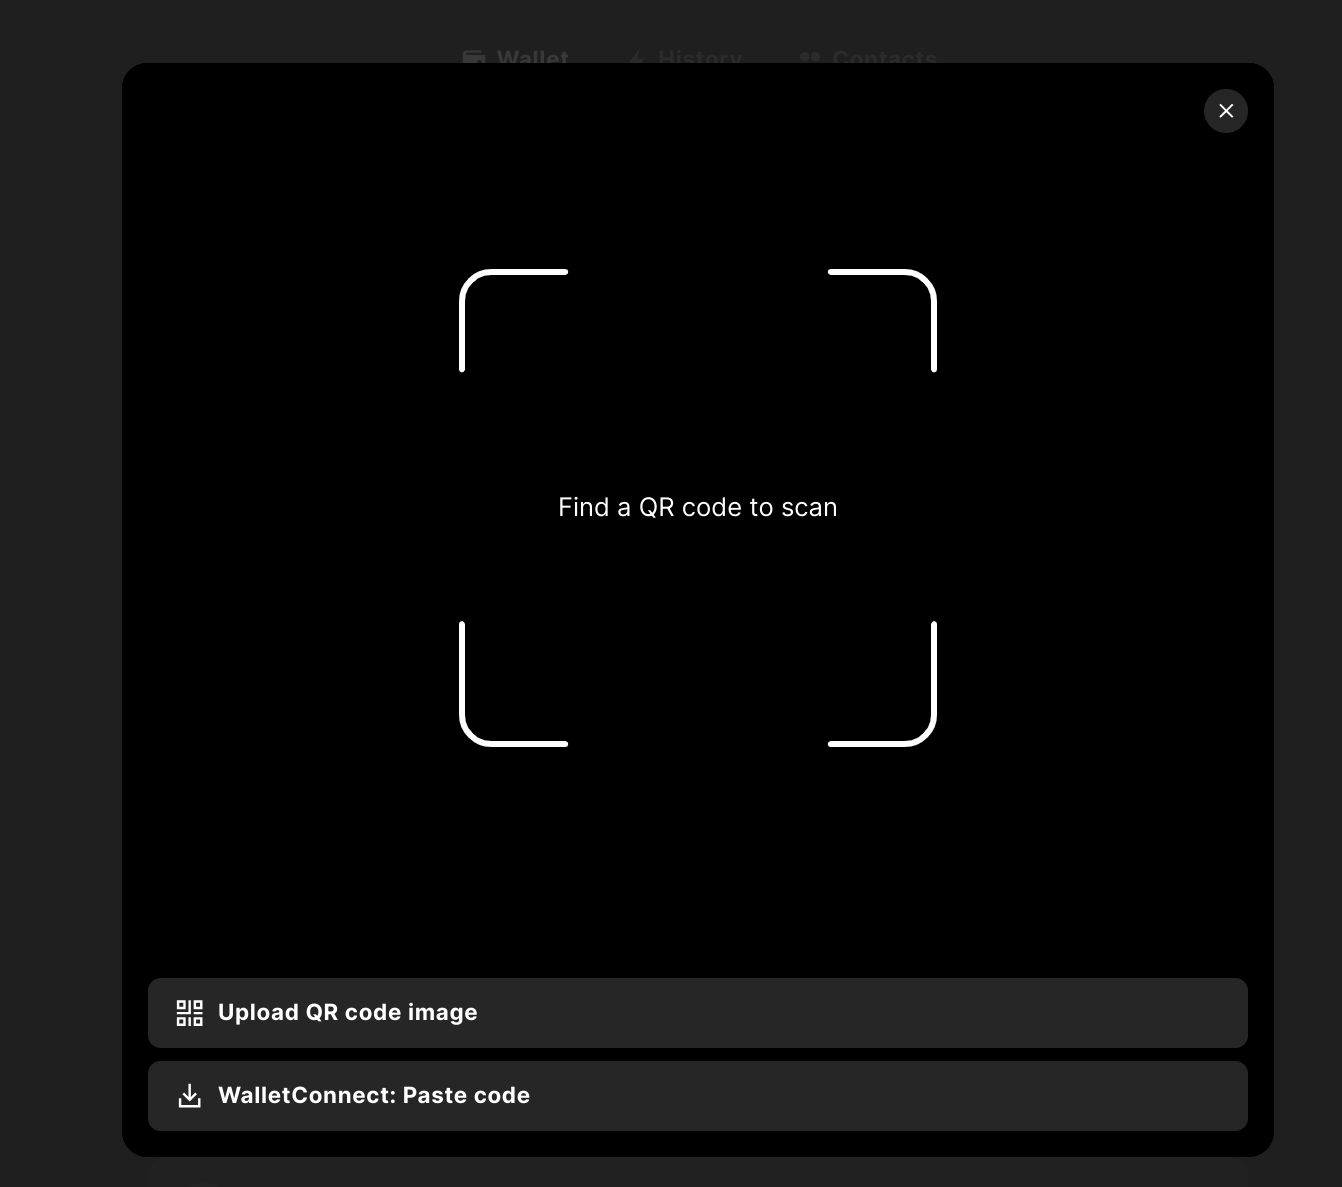 Wallet History Contacts
Find a QR code to scan
Upload QR code image
WalletConnect: Paste code